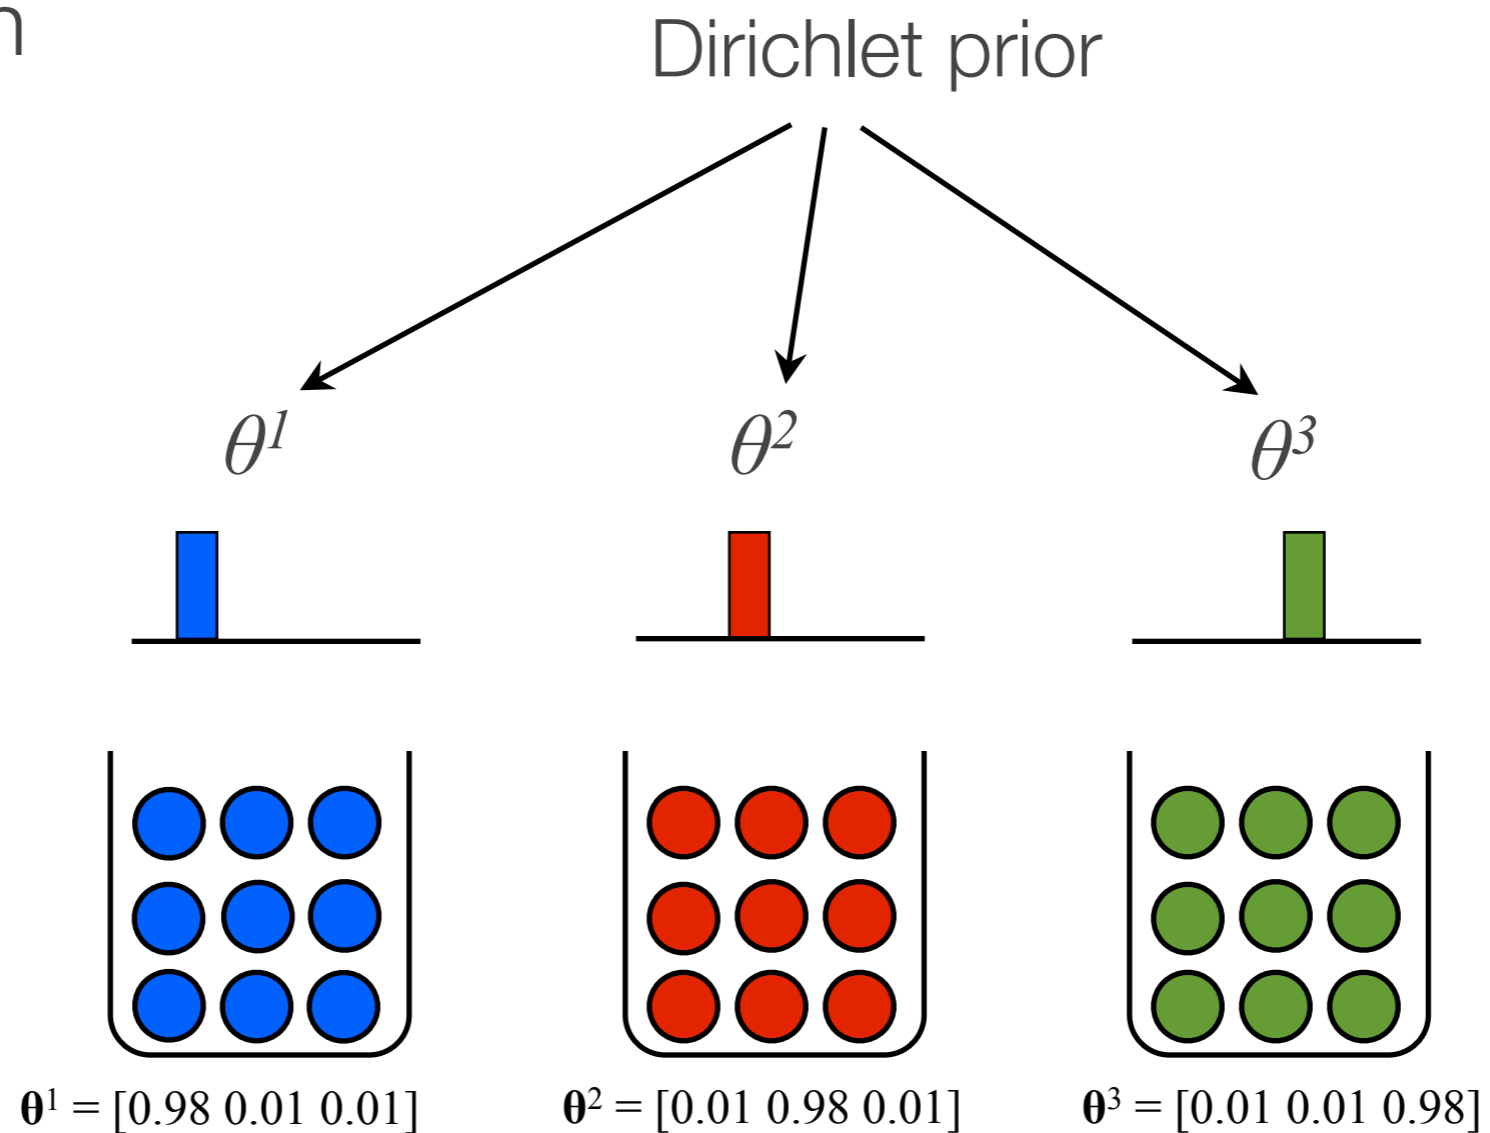 Dirichlet prior
θ¹ θ² θ³
θ¹ = [0.98 0.01 0.01] θ² = [0.01 0.98 0.01] θ³ = [0.01 0.01 0.98]